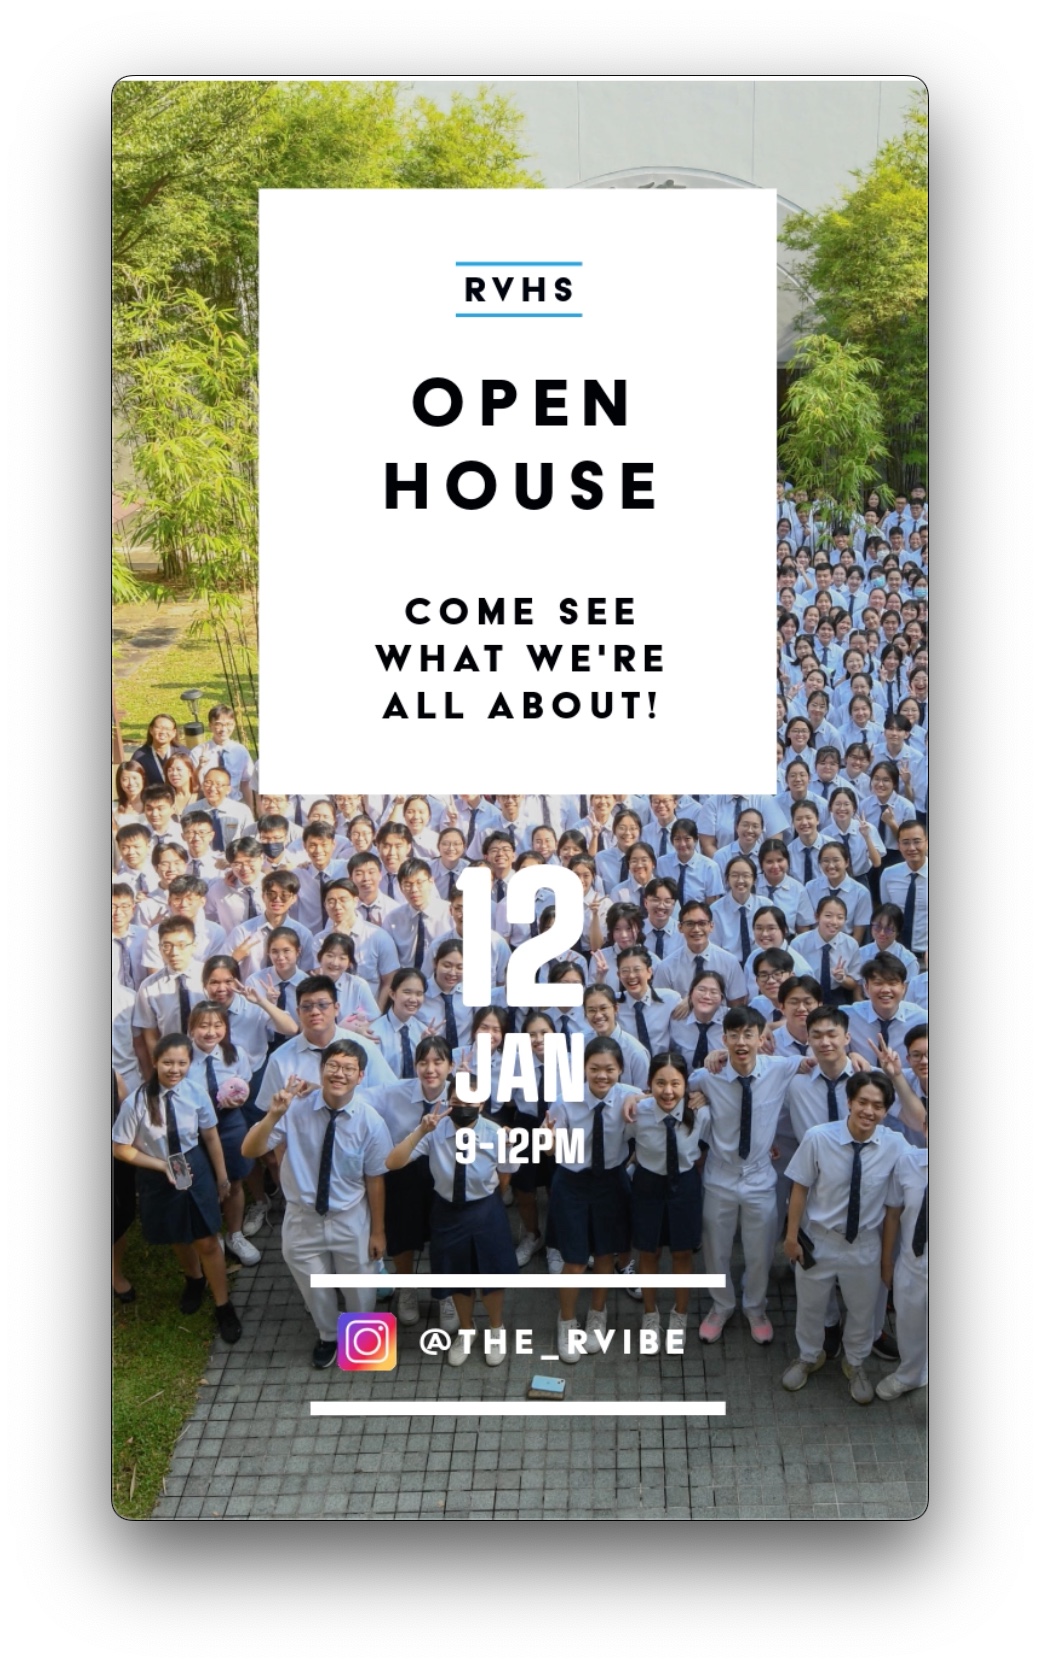 RVHS
OPEN
HOUSE
COME SEE
WHAT WE'RE
ALL ABOUT!
12
JAN
9-12PM
@THE_RVIBE